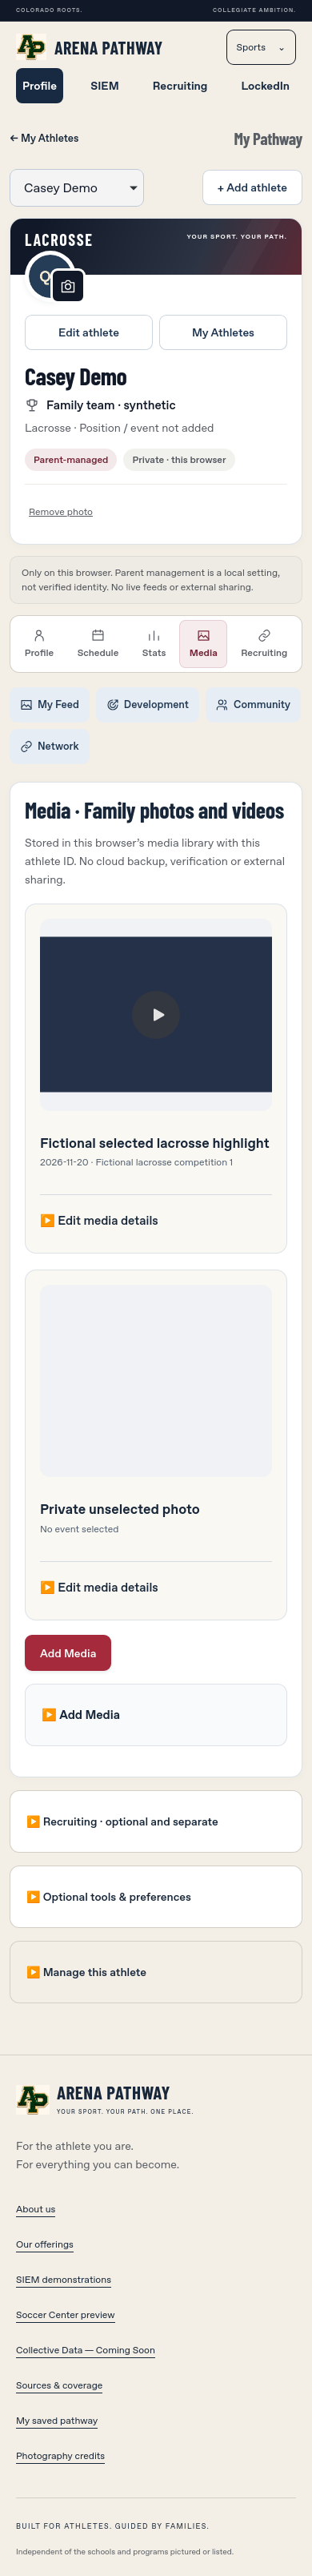 COLORADO ROOTS. COLLEGIATE AMBITION.
AP ARENA PATHWAY
Sports
Profile SIEM Recruiting LockedIn
← My Athletes
My Pathway
Casey Demo
+ Add athlete
LACROSSE
YOUR SPORT. YOUR PATH.
Edit athlete
My Athletes
Casey Demo
Family team · synthetic
Lacrosse · Position / event not added
Parent-managed
Private · this browser
Remove photo
Only on this browser. Parent management is a local setting,
not verified identity. No live feeds or external sharing.
Profile Schedule Stats Media Recruiting
My Feed Development Community
Network
Media · Family photos and videos
Stored in this browser’s media library with this
athlete ID. No cloud backup, verification or external
sharing.
Fictional selected lacrosse highlight
2026-11-20 · Fictional lacrosse competition 1
Edit media details
Private unselected photo
No event selected
Edit media details
Add Media
Add Media
Recruiting · optional and separate
Optional tools & preferences
Manage this athlete
AP ARENA PATHWAY
YOUR SPORT. YOUR PATH. ONE PLACE.
For the athlete you are.
For everything you can become.
About us
Our offerings
SIEM demonstrations
Soccer Center preview
Collective Data — Coming Soon
Sources & coverage
My saved pathway
Photography credits
BUILT FOR ATHLETES. GUIDED BY FAMILIES.
Independent of the schools and programs pictured or listed.